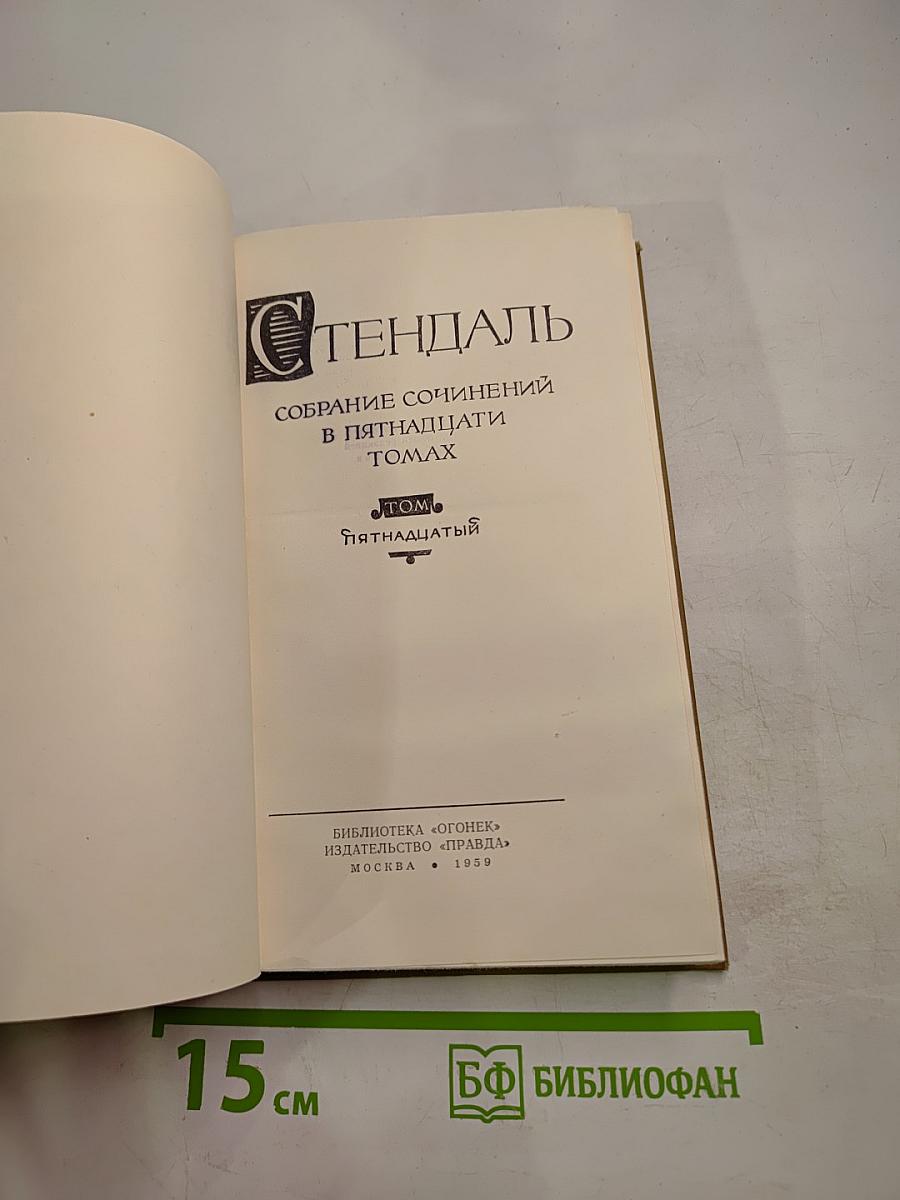 СТЕНДАЛЬ
СОБРАНИЕ СОЧИНЕНИЙ
В ПЯТНАДЦАТИ
ТОМАХ
ТОМ
ПЯТНАДЦАТЫЙ
БИБЛИОТЕКА «ОГОНЕК»
ИЗДАТЕЛЬСТВО «ПРАВДА»
МОСКВА • 1959
15 см
БФ БИБЛИОФАН